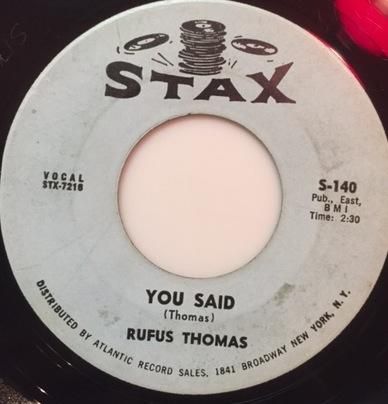 STAX
VOCAL
STX-7216
S-140
Pub., East,
BMI
Time: 2:30
YOU SAID
(Thomas)
RUFUS THOMAS
DISTRIBUTED BY ATLANTIC RECORD SALES, 1841 BROADWAY NEW YORK, N. Y.